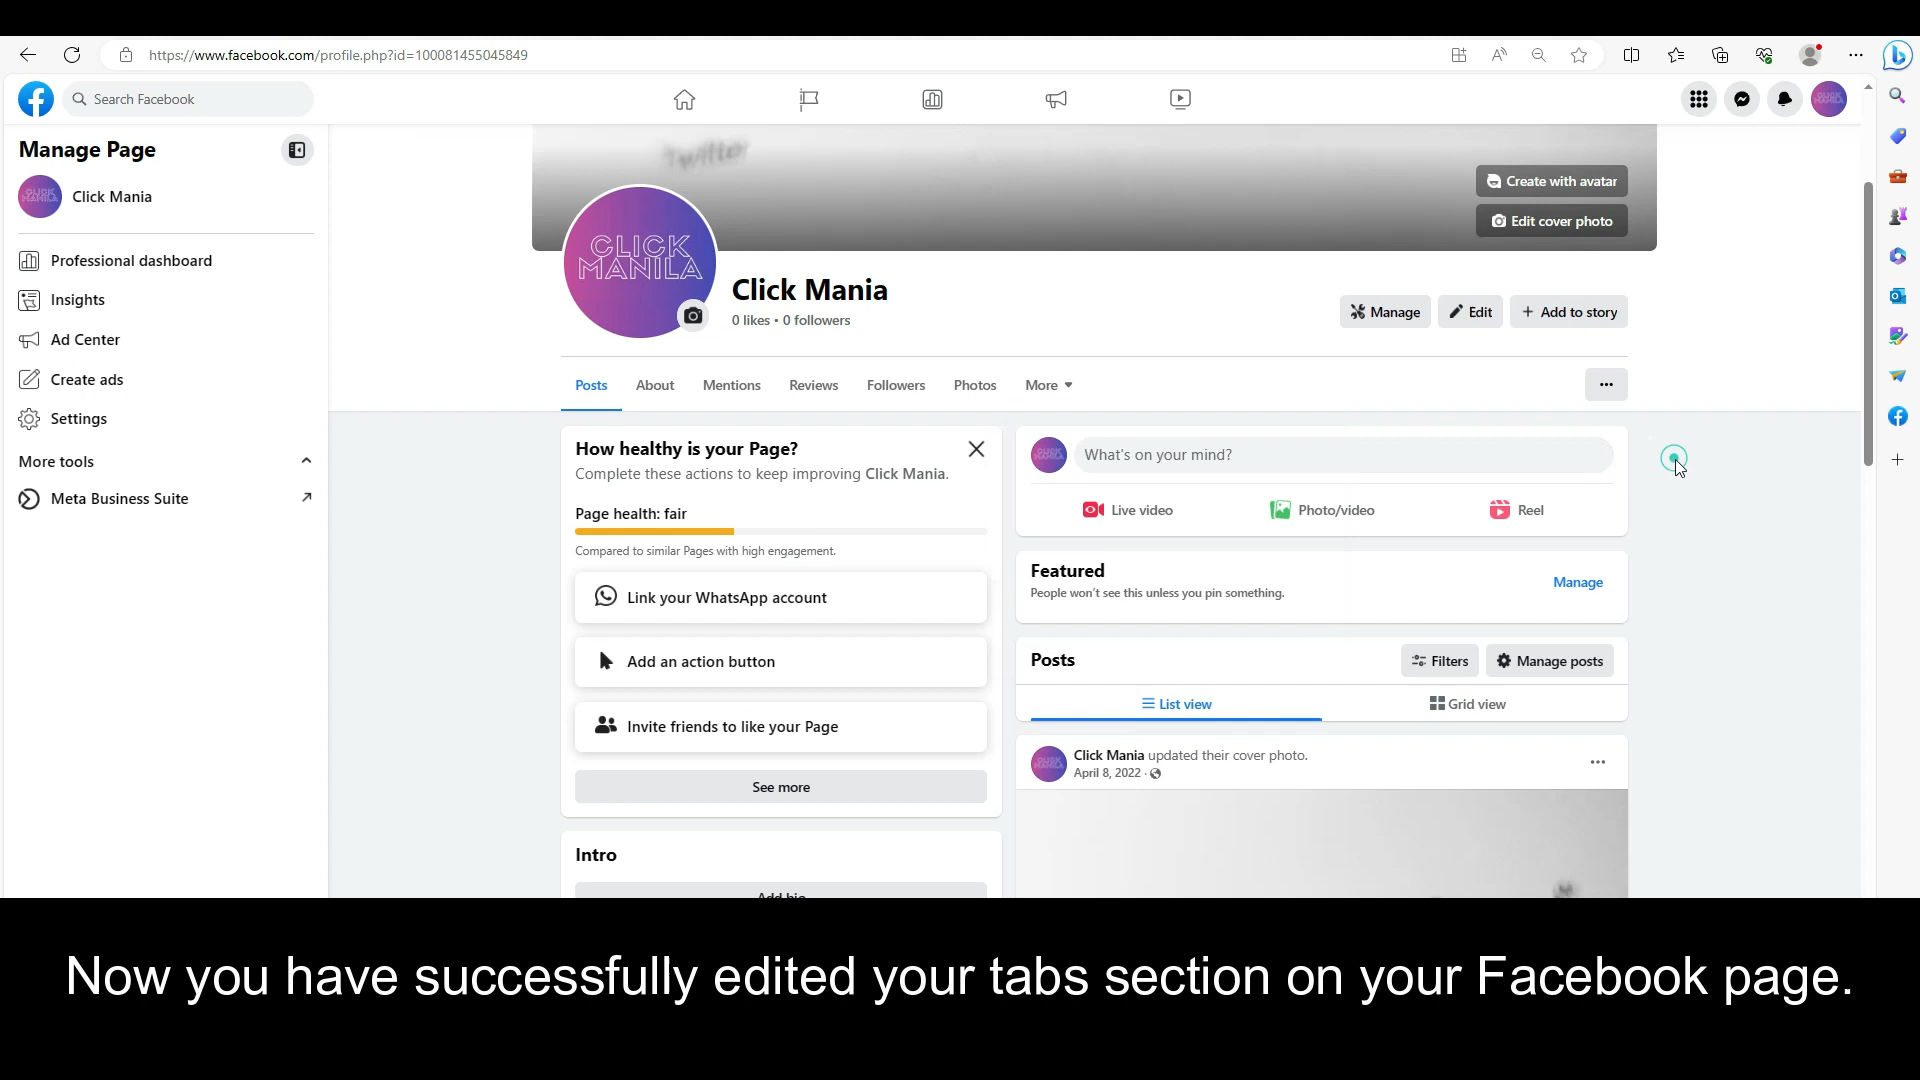 https://www.facebook.com/profile.php?id=100081455045849
Search Facebook
Manage Page
Click Mania
Professional dashboard
Insights
Ad Center
Create ads
Settings
More tools
Meta Business Suite
Twitter
Create with avatar
Edit cover photo
CLICK
MANILA
Click Mania
0 likes • 0 followers
Manage
Edit
+ Add to story
Posts
About
Mentions
Reviews
Followers
Photos
More
How healthy is your Page?
Complete these actions to keep improving Click Mania.
Page health: fair
Compared to similar Pages with high engagement.
Link your WhatsApp account
Add an action button
Invite friends to like your Page
See more
Intro
Add bio
What's on your mind?
Live video
Photo/video
Reel
Featured
People won't see this unless you pin something.
Manage
Posts
Filters
Manage posts
List view
Grid view
Click Mania updated their cover photo.
April 8, 2022 ·
Now you have successfully edited your tabs section on your Facebook page.